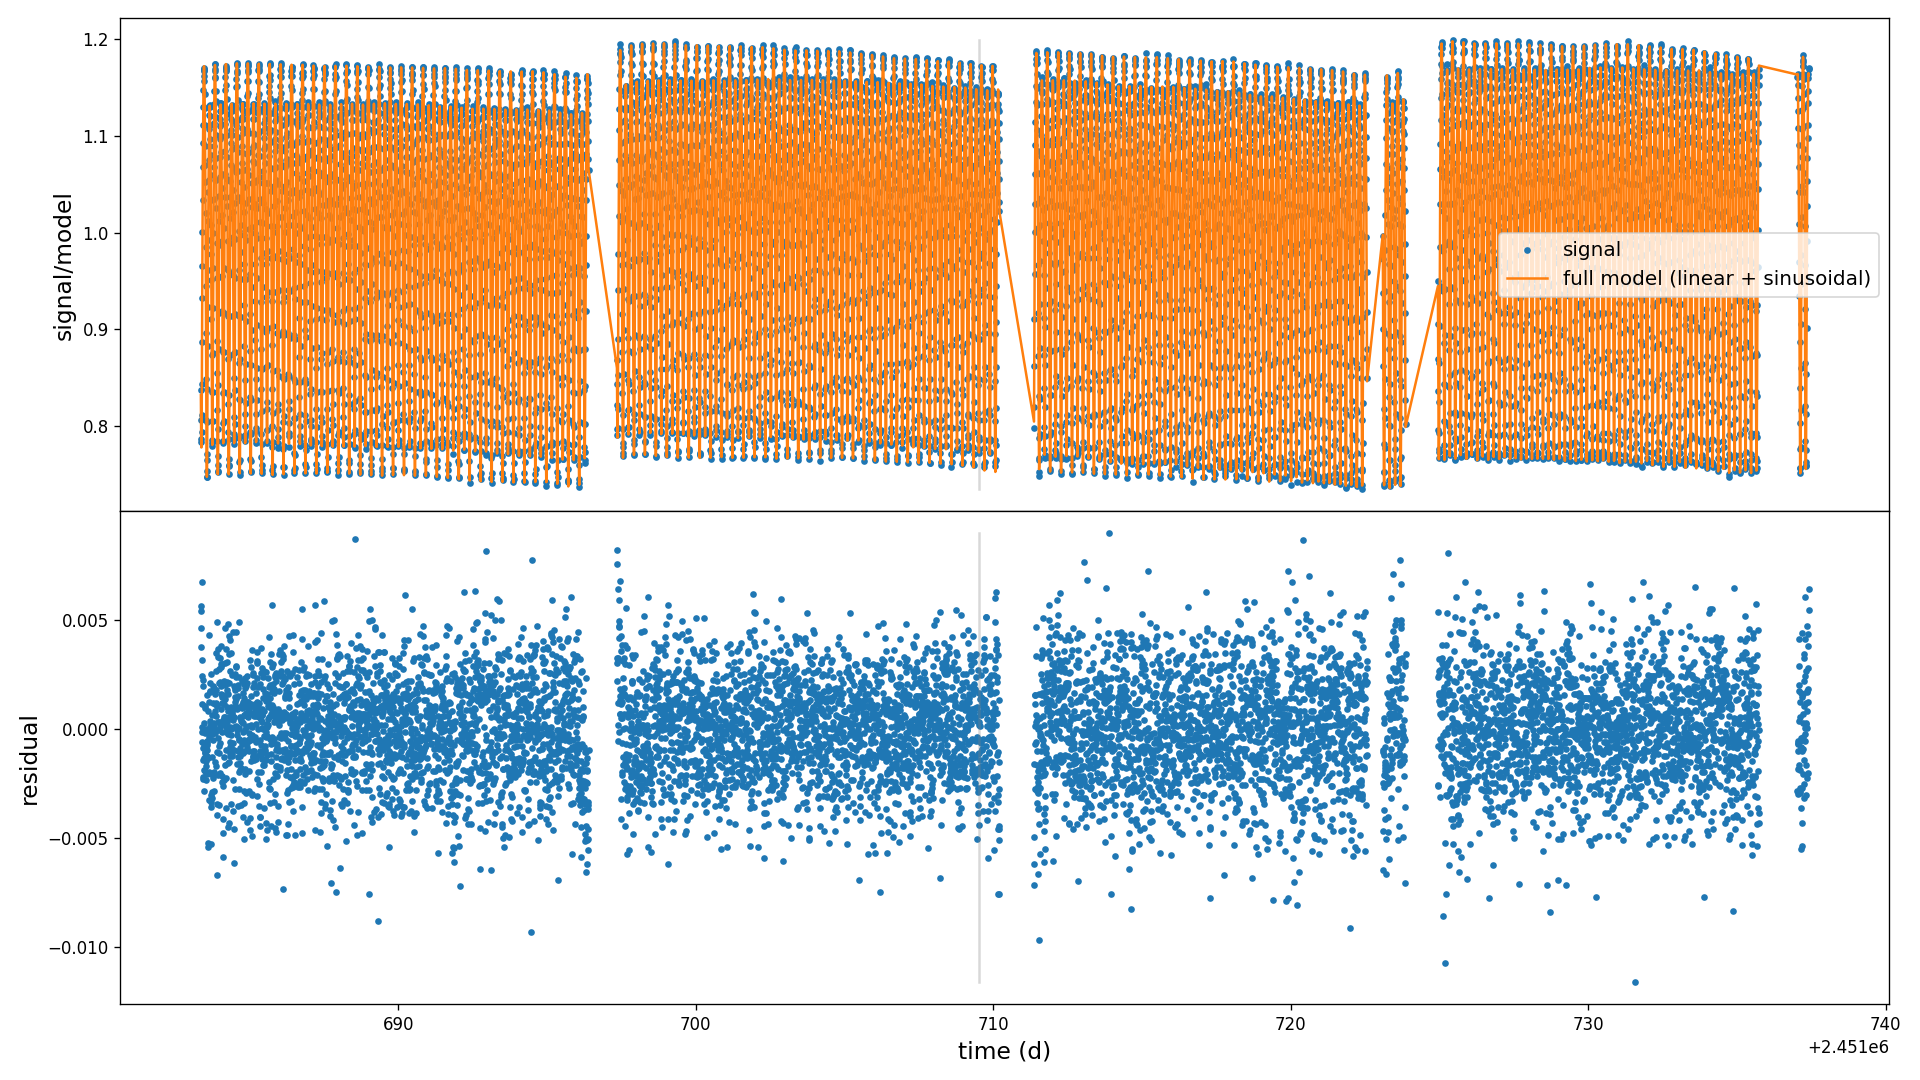 1.2
1.1
1.0
0.9
0.8
signal/model
signal
full model (linear + sinusoidal)
0.005
0.000
−0.005
−0.010
residual
690
700
710
720
730
740
time (d)
+2.451e6